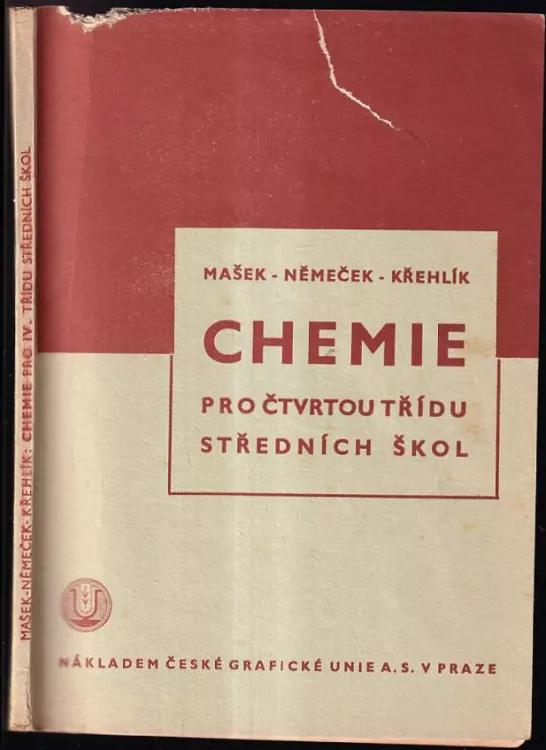 MAŠEK - NĚMEČEK - KŘEHLÍK
CHEMIE
PRO ČTVRTOU TŘÍDU
STŘEDNÍCH ŠKOL
NÁKLADEM ČESKÉ GRAFICKÉ UNIE A. S. V PRAZE
MAŠEK-NĚMEČEK-KŘEHLÍK: CHEMIE PRO IV. TŘÍDU STŘEDNÍCH ŠKOL